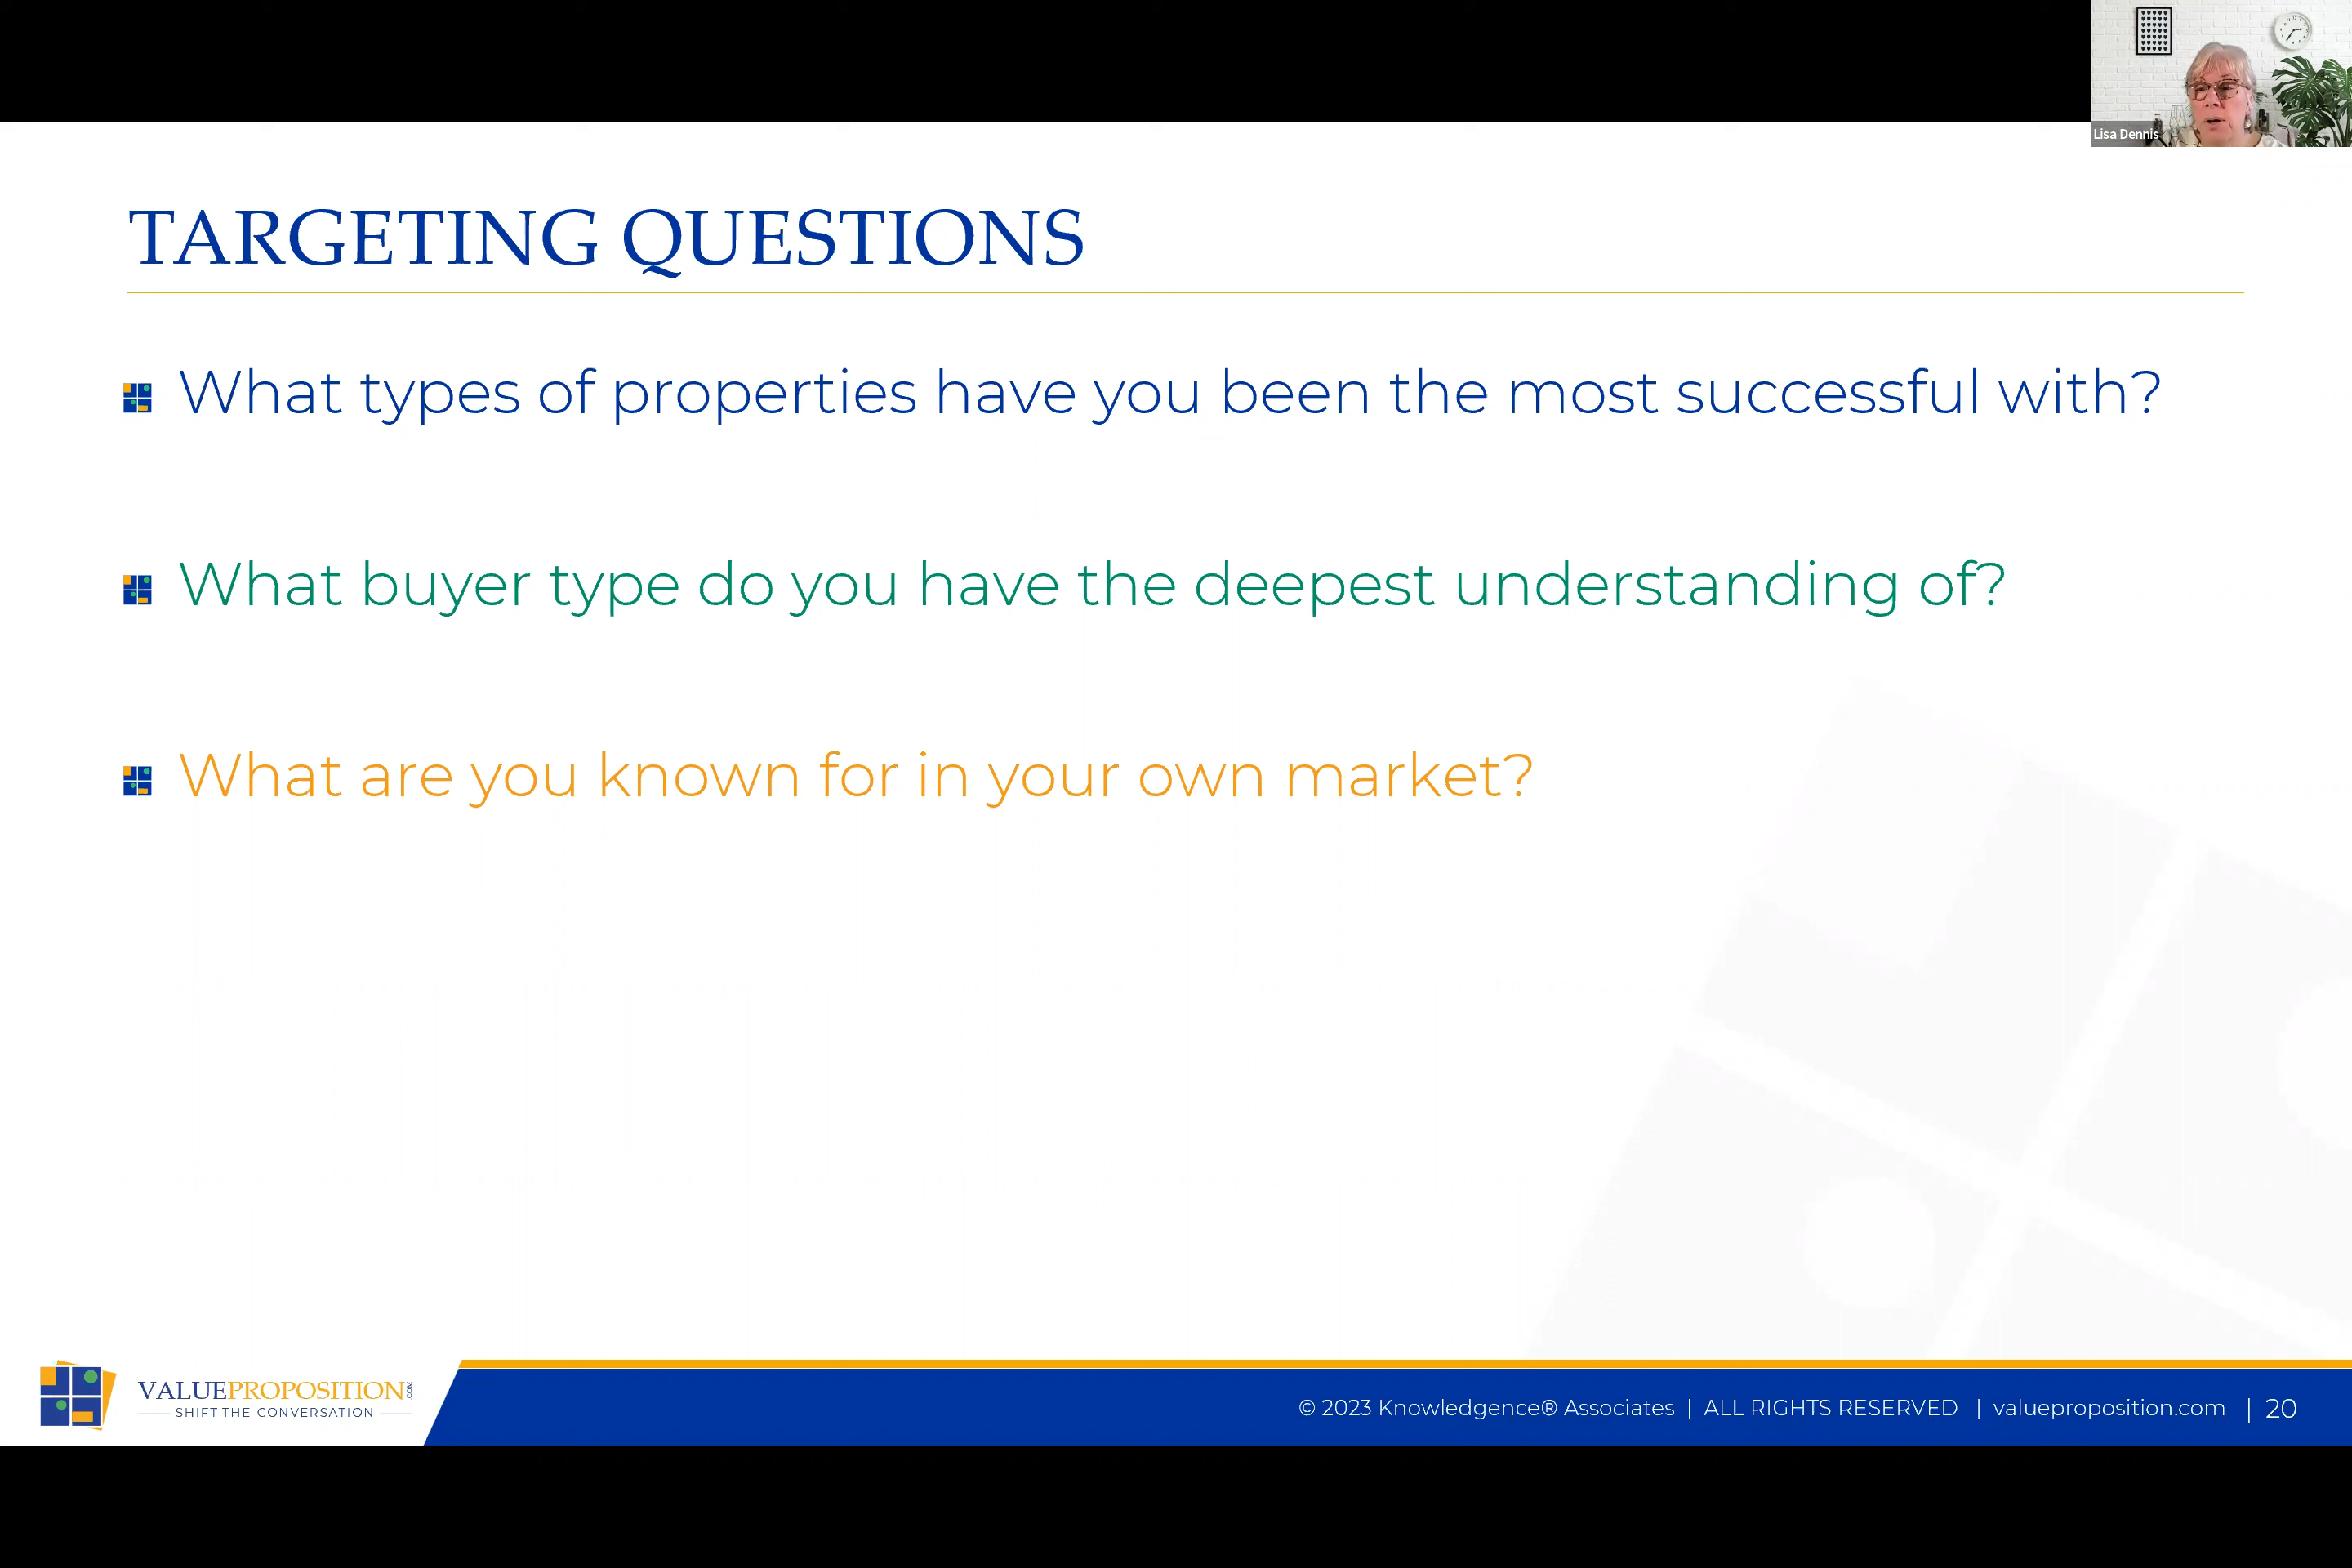 Lisa Dennis
TARGETING QUESTIONS
What types of properties have you been the most successful with?
What buyer type do you have the deepest understanding of?
What are you known for in your own market?
VALUEPROPOSITION.COM
SHIFT THE CONVERSATION
© 2023 Knowledgence® Associates | ALL RIGHTS RESERVED | valueproposition.com | 20